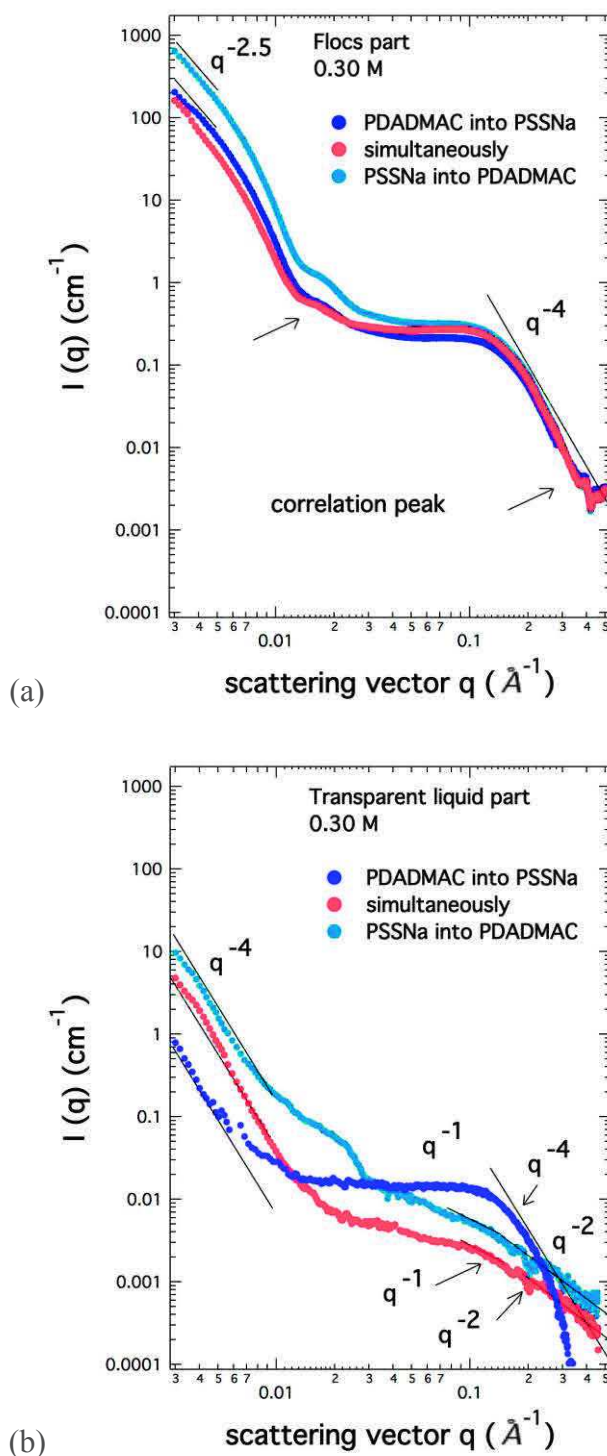 1000
100
10
1
0.1
0.01
0.001
0.0001
I (q) (cm⁻¹)
q⁻²·⁵
Flocs part
0.30 M
PDADMAC into PSSNa
simultaneously
PSSNa into PDADMAC
q⁻⁴
correlation peak
3 4 5 6 7 0.01 2 3 4 5 6 7 0.1 2 3 4 5
scattering vector q (Å⁻¹)
(a)
1000
100
10
1
0.1
0.01
0.001
0.0001
I (q) (cm⁻¹)
Transparent liquid part
0.30 M
PDADMAC into PSSNa
simultaneously
PSSNa into PDADMAC
q⁻⁴
q⁻¹
q⁻⁴
q⁻²
q⁻¹
q⁻²
3 4 5 6 7 0.01 2 3 4 5 6 7 0.1 2 3 4 5
scattering vector q (Å⁻¹)
(b)